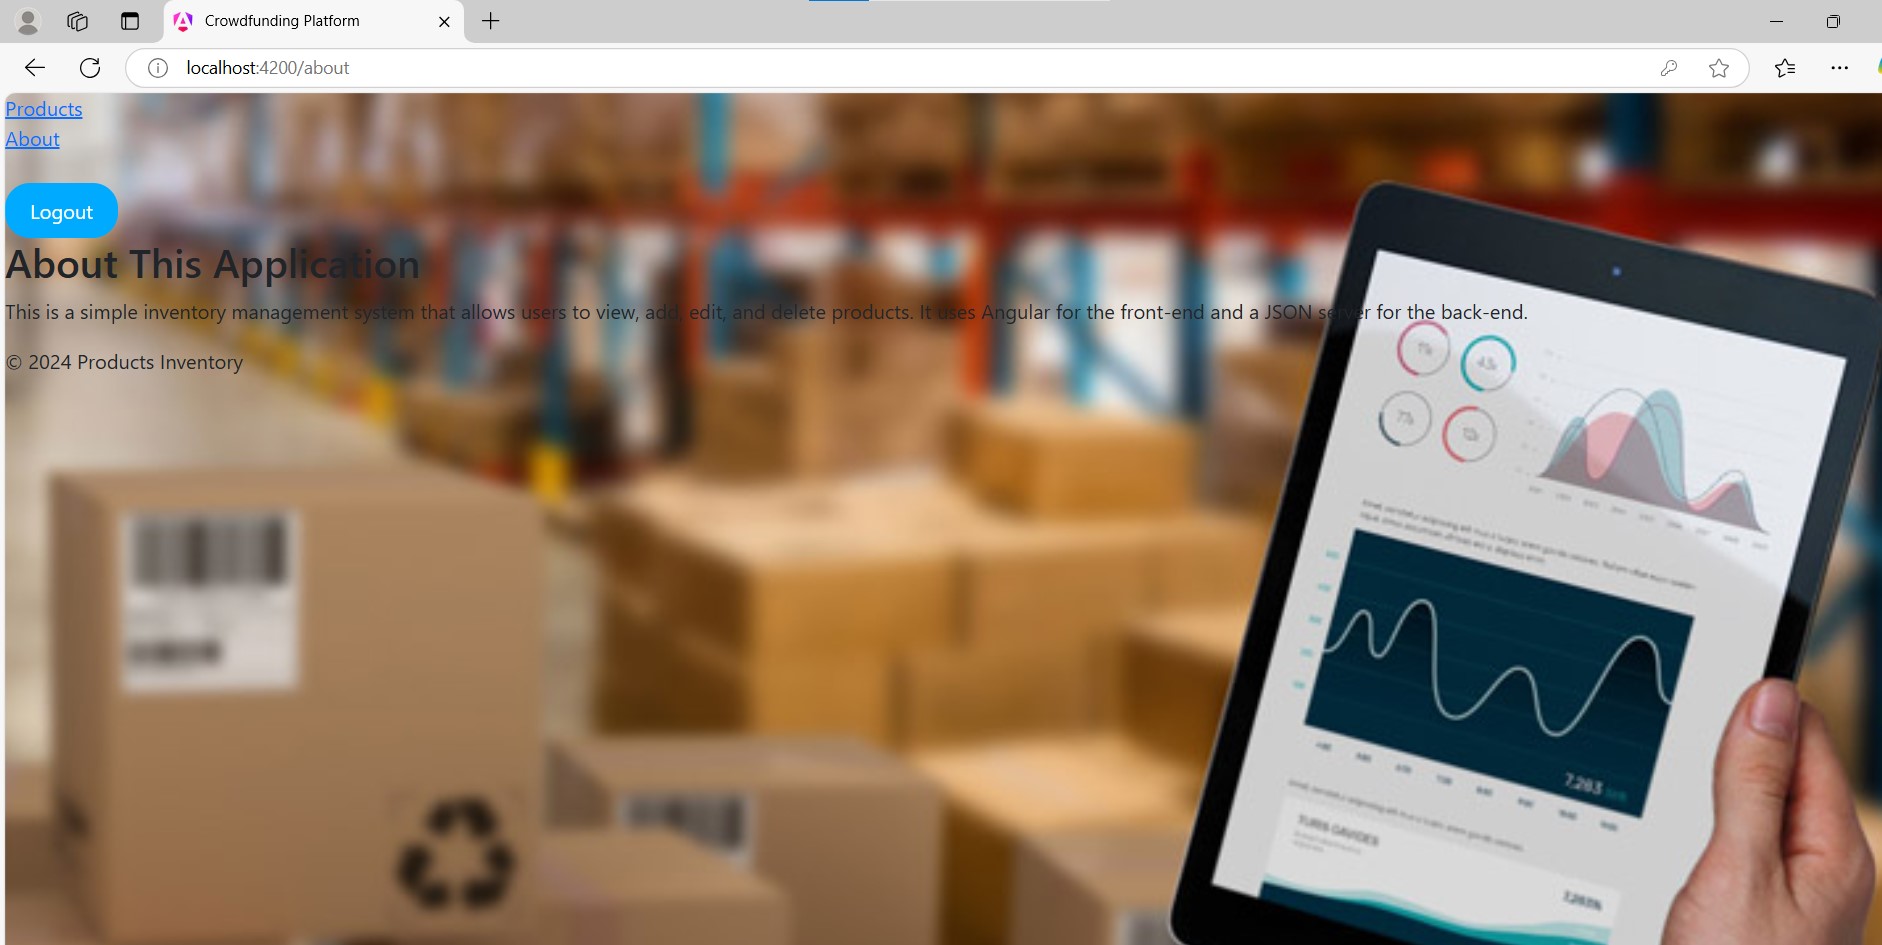 Crowdfunding Platform
localhost:4200/about
Products
About
Logout
About This Application
This is a simple inventory management system that allows users to view, add, edit, and delete products. It uses Angular for the front-end and a JSON server for the back-end.
© 2024 Products Inventory
7,283